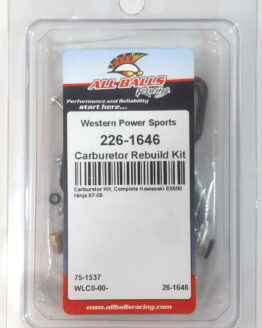 ALL BALLS
Racing
Performance and Reliability
start here...
Western Power Sports
226-1646
Carburetor Rebuild Kit
Carburetor Kit, Complete Kawasaki EX500
Ninja 87-09
75-1537
WLC0-00- 26-1646
www.allballsracing.com